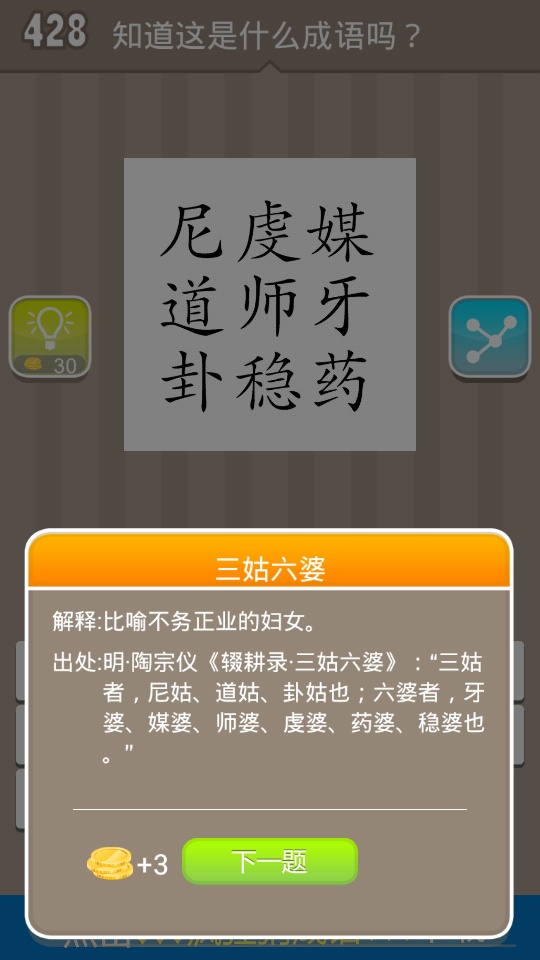 428 知道这是什么成语吗？
尼虔媒
道师牙
卦稳药
30
三姑六婆
解释:比喻不务正业的妇女。
出处:明·陶宗仪《辍耕录·三姑六婆》：“三姑
者，尼姑、道姑、卦姑也；六婆者，牙
婆、媒婆、师婆、虔婆、药婆、稳婆也
。”
+3 下一题